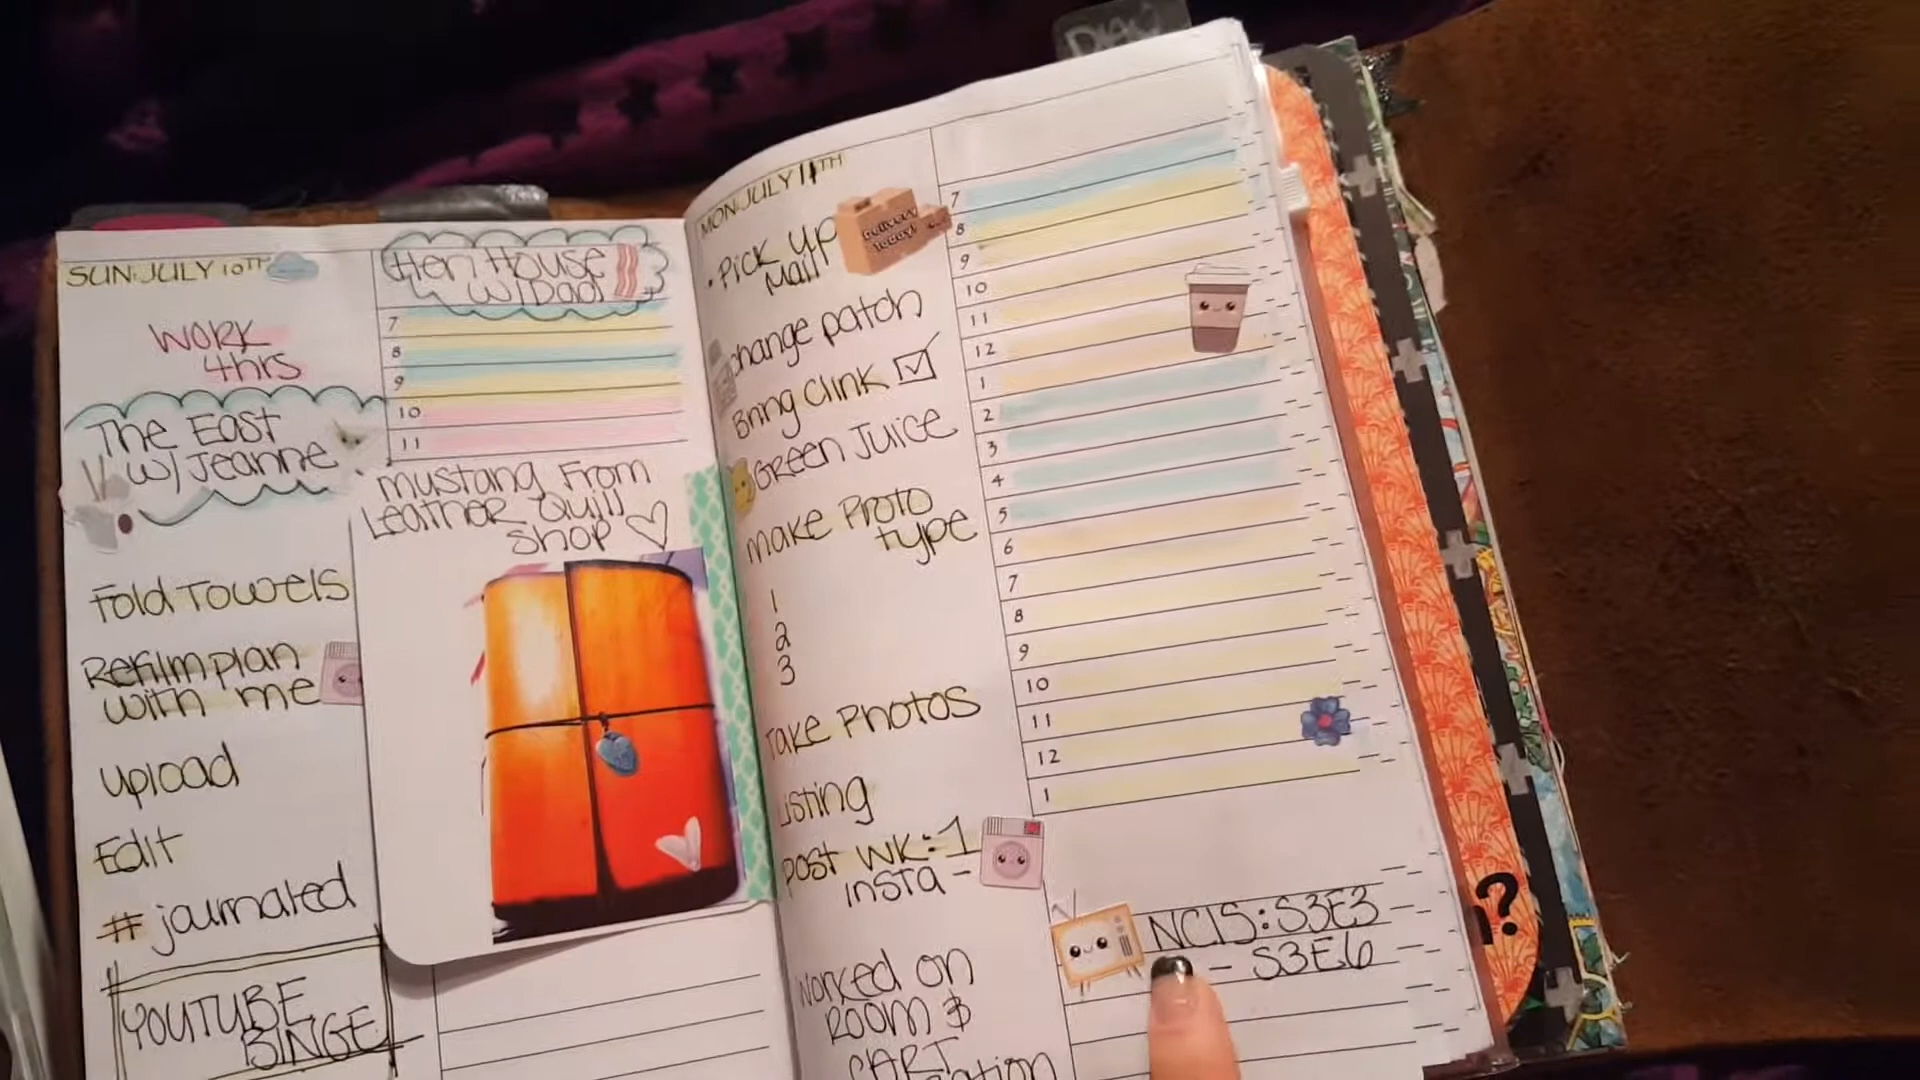 SUN: JULY 10TH
Hen House
w/Dad
7
8
9
10
11
WORK
4hrs
The East
w/ Jeanne
Mustang From
Leather Quill
Shop
Fold Towels
Refilm plan
with me
upload
Edit
# journaled
YOUTUBE
BINGE
MON: JULY 11TH
• Pick up
Mail
Delivery
Today!
change patch
Bring Clink
Green Juice
make Proto
type
1
2
3
Take Photos
Listing
Post WK: 1
insta -
Worked on
Room $
CART
7
8
9
10
11
12
1
2
3
4
5
6
7
8
9
10
11
12
1
NCIS: S3E3
- S3E6
?